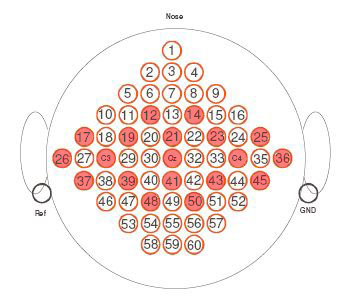 Nose
1
2 3 4
5 6 7 8 9
10 11 12 13 14 15 16
17 18 19 20 21 22 23 24 25
26 27 C3 29 30 Cz 32 33 C4 35 36
37 38 39 40 41 42 43 44 45
46 47 48 49 50 51 52
Ref
GND
53 54 55 56 57
58 59 60